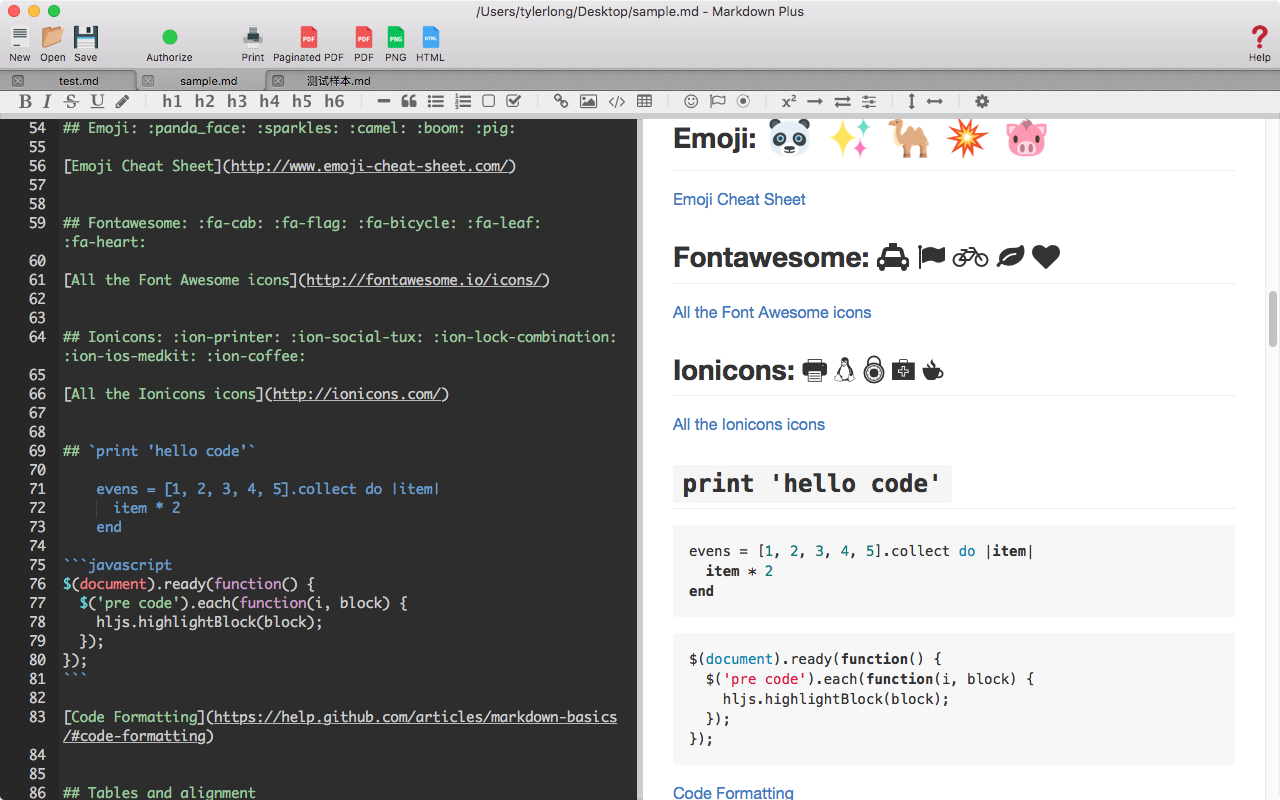 /Users/tylerlong/Desktop/sample.md - Markdown Plus
New Open Save Authorize Print Paginated PDF PDF PNG HTML Help
test.md sample.md 测试样本.md
B I S U h1 h2 h3 h4 h5 h6 x²
54 ## Emoji: :panda_face: :sparkles: :camel: :boom: :pig:
55
56 [Emoji Cheat Sheet](http://www.emoji-cheat-sheet.com/)
57
58
59 ## Fontawesome: :fa-cab: :fa-flag: :fa-bicycle: :fa-leaf:
:fa-heart:
60
61 [All the Font Awesome icons](http://fontawesome.io/icons/)
62
63
64 ## Ionicons: :ion-printer: :ion-social-tux: :ion-lock-combination:
:ion-ios-medkit: :ion-coffee:
65
66 [All the Ionicons icons](http://ionicons.com/)
67
68
69 ## `print 'hello code'`
70
71     evens = [1, 2, 3, 4, 5].collect do |item|
72       item * 2
73     end
74
75 ```javascript
76 $(document).ready(function() {
77   $('pre code').each(function(i, block) {
78     hljs.highlightBlock(block);
79   });
80 });
81 ```
82
83 [Code Formatting](https://help.github.com/articles/markdown-basics
/#code-formatting)
84
85
86 ## Tables and alignment
Emoji:
Emoji Cheat Sheet
Fontawesome:
All the Font Awesome icons
Ionicons:
All the Ionicons icons
print 'hello code'
evens = [1, 2, 3, 4, 5].collect do |item|
  item * 2
end
$(document).ready(function() {
  $('pre code').each(function(i, block) {
    hljs.highlightBlock(block);
  });
});
Code Formatting